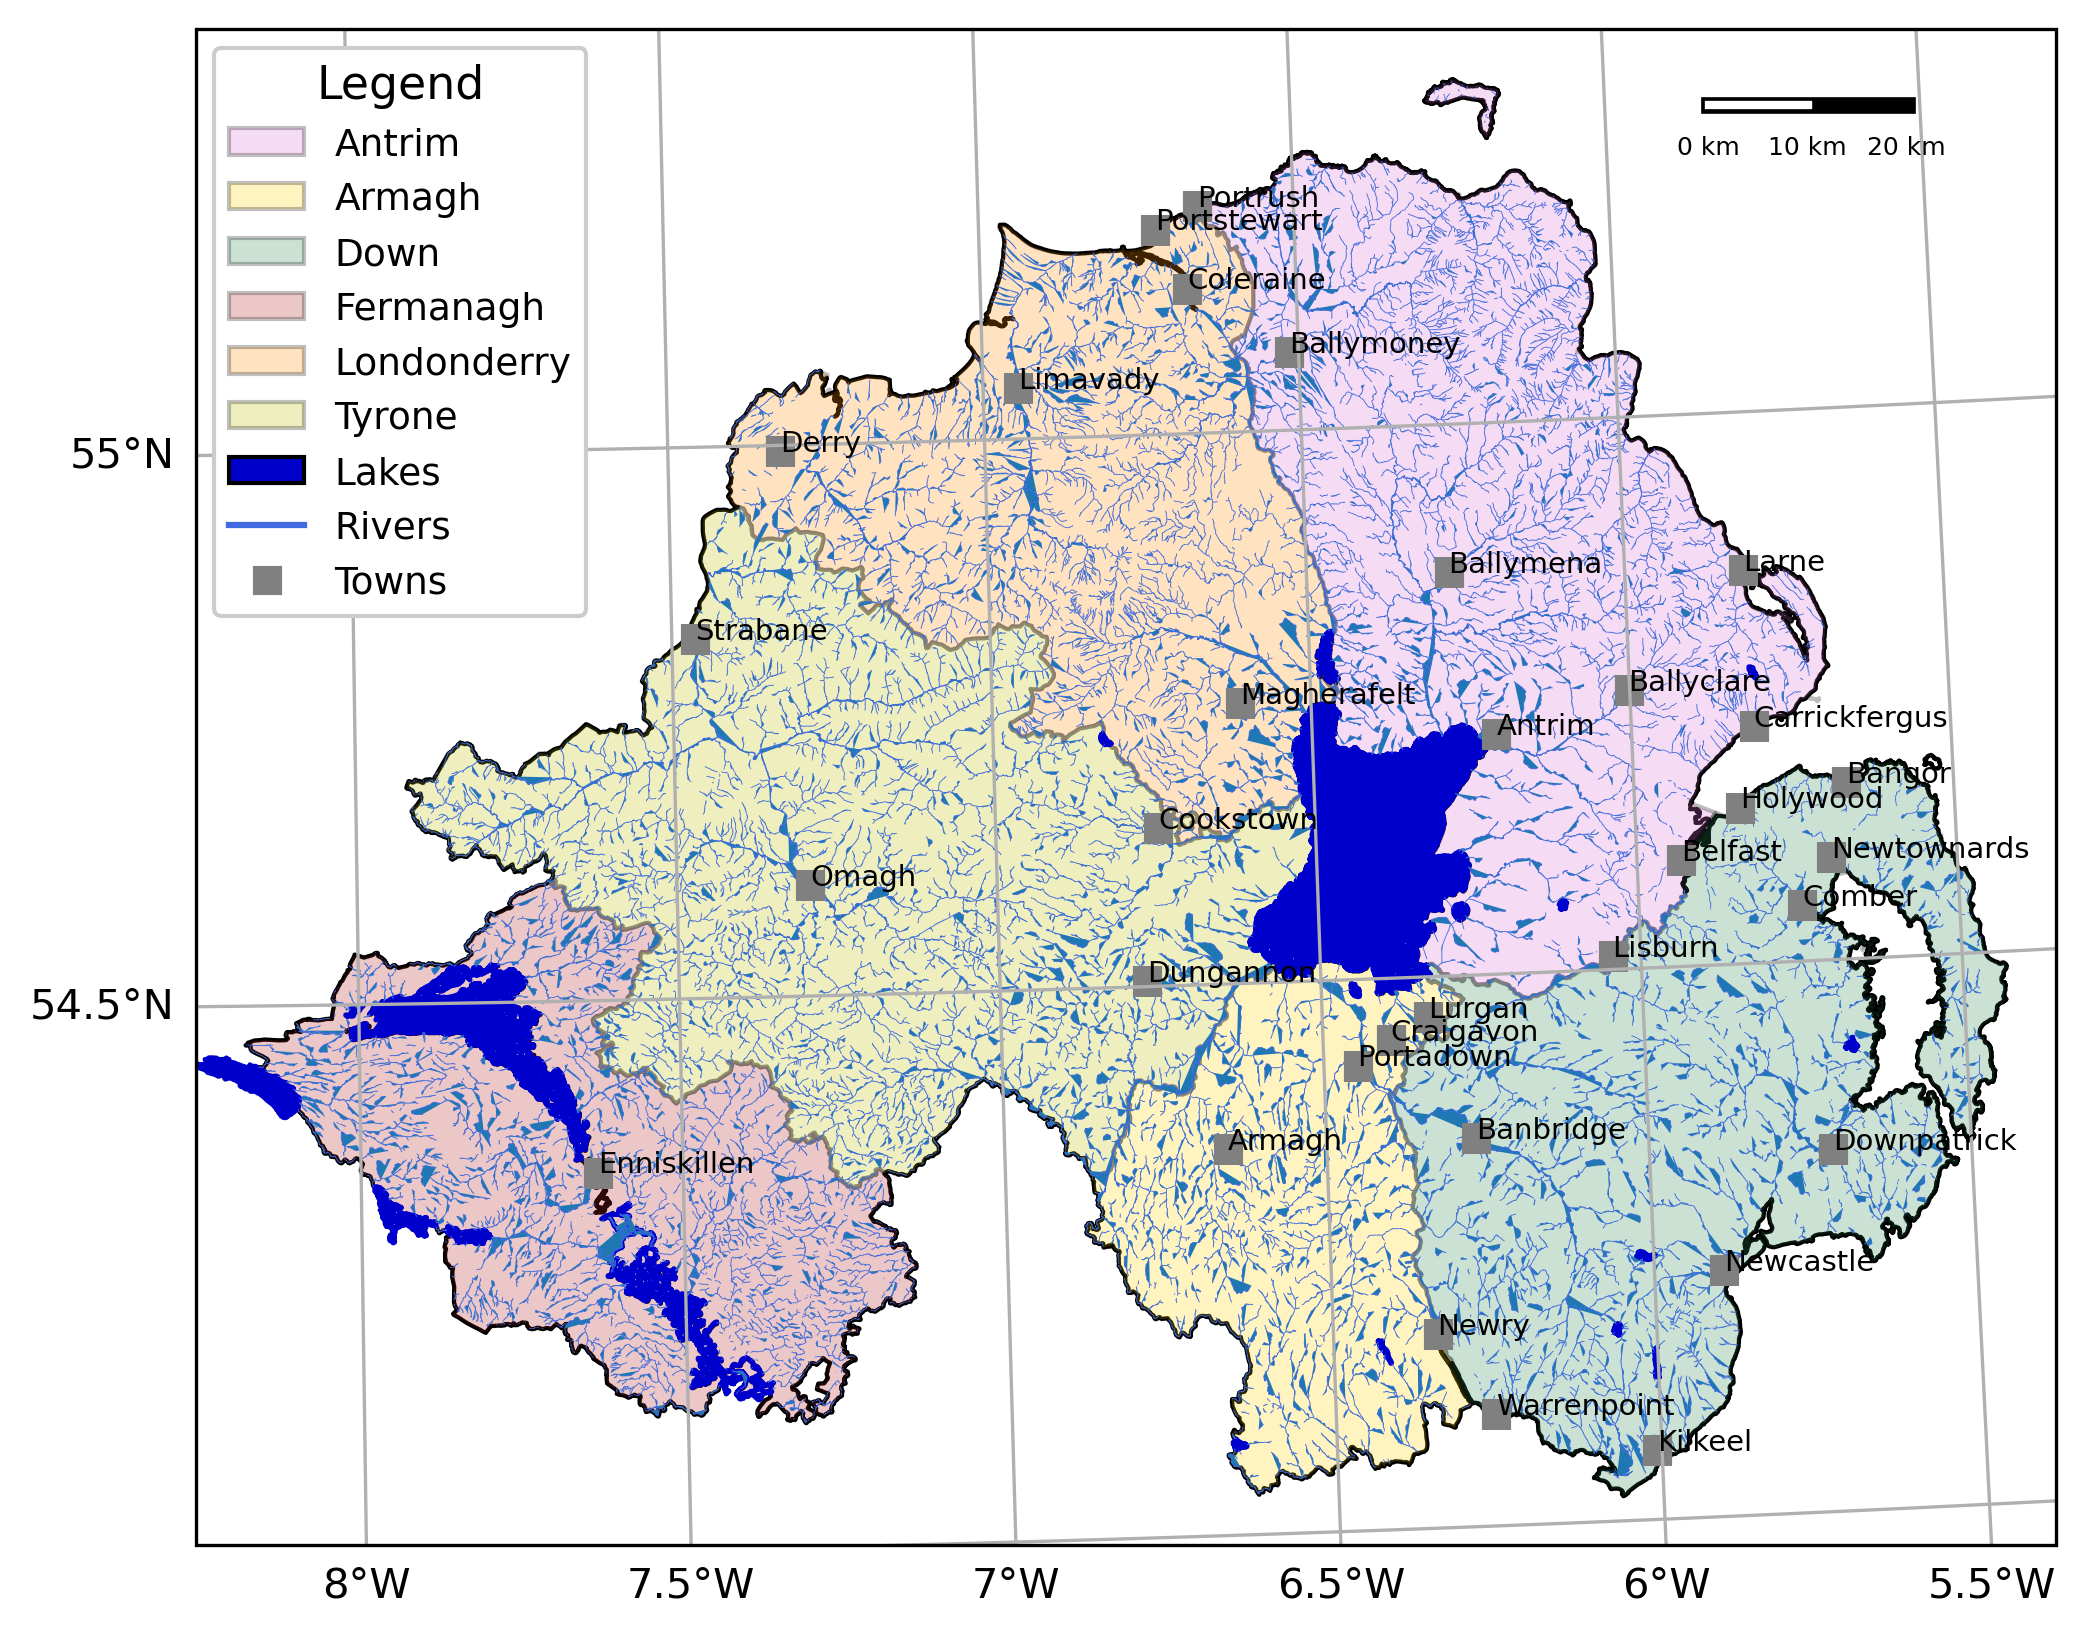 Legend
Antrim
Armagh
Down
Fermanagh
Londonderry
Tyrone
Lakes
Rivers
Towns
0 km 10 km 20 km
Portrush
Portstewart
Coleraine
Ballymoney
Limavady
Derry
55°N
Ballymena
Larne
Strabane
Ballyclare
Magherafelt
Carrickfergus
Antrim
Bangor
Holywood
Cookstown
Newtownards
Belfast
Omagh
Comber
Lisburn
Dungannon
54.5°N
Lurgan
Craigavon
Portadown
Banbridge
Armagh
Downpatrick
Enniskillen
Newcastle
Newry
Warrenpoint
Kilkeel
8°W 7.5°W 7°W 6.5°W 6°W 5.5°W